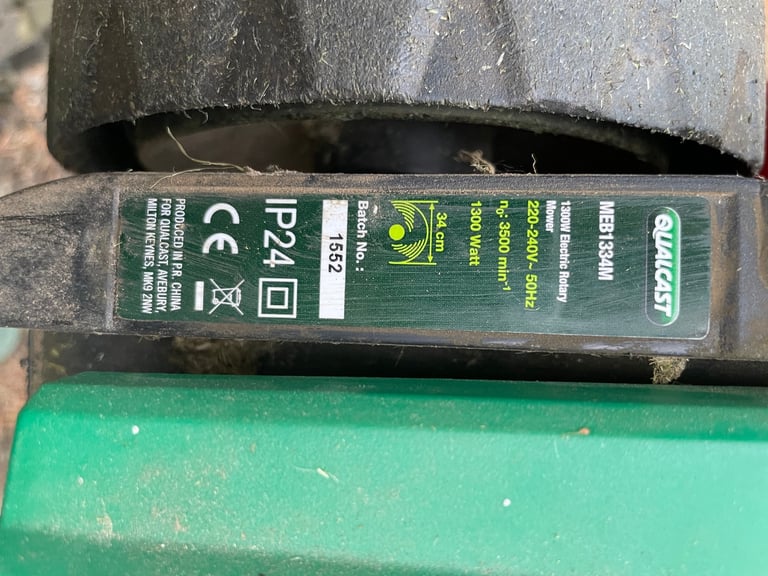 QUALCAST
MEB1334M
1300W Electric Rotary
Mower
220-240V~ 50Hz
n₀: 3500 min⁻¹
1300 Watt
34 cm
Batch No.:
1552
IP24
CE
PRODUCED IN P.R. CHINA
FOR QUALCAST, AVEBURY,
MILTON KEYNES, MK9 2NW